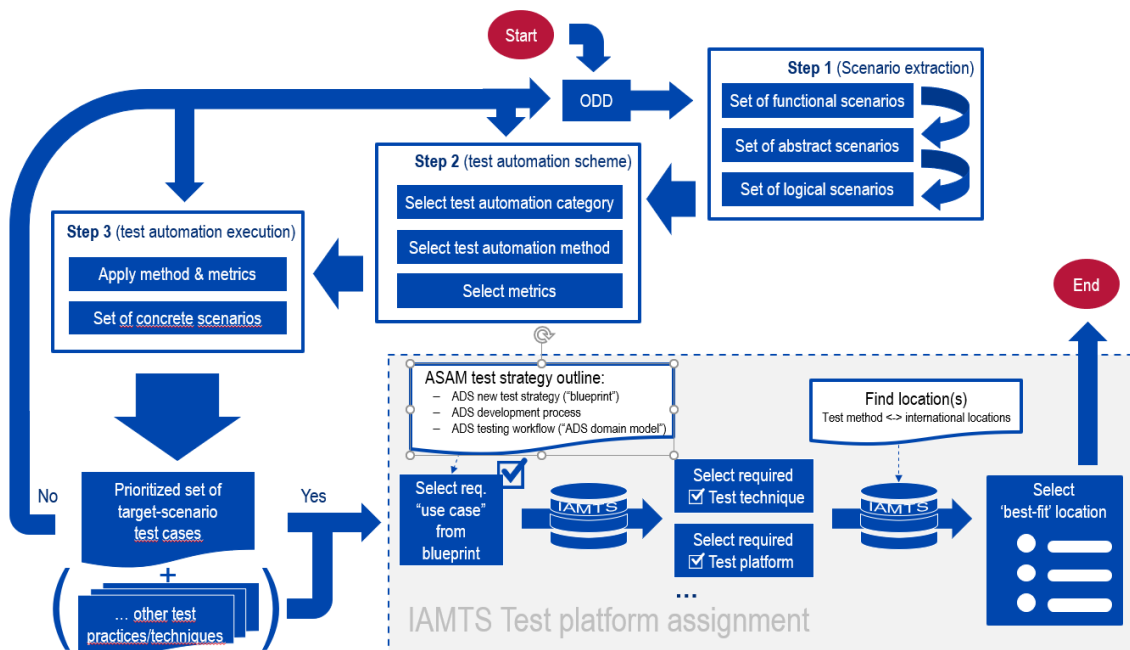 Start
ODD
Step 1 (Scenario extraction)
Set of functional scenarios
Set of abstract scenarios
Set of logical scenarios
Step 2 (test automation scheme)
Select test automation category
Select test automation method
Select metrics
Step 3 (test automation execution)
Apply method & metrics
Set of concrete scenarios
No
Prioritized set of
target-scenario
test cases
Yes
+
( )
... other test
practices/techniques
ASAM test strategy outline:
– ADS new test strategy (“blueprint”)
– ADS development process
– ADS testing workflow (“ADS domain model”)
Select req.
“use case”
from
blueprint
IAMTS
Select required
Test technique
Select required
Test platform
...
Find location(s)
Test method <-> international locations
IAMTS
Select
‘best-fit’ location
End
IAMTS Test platform assignment